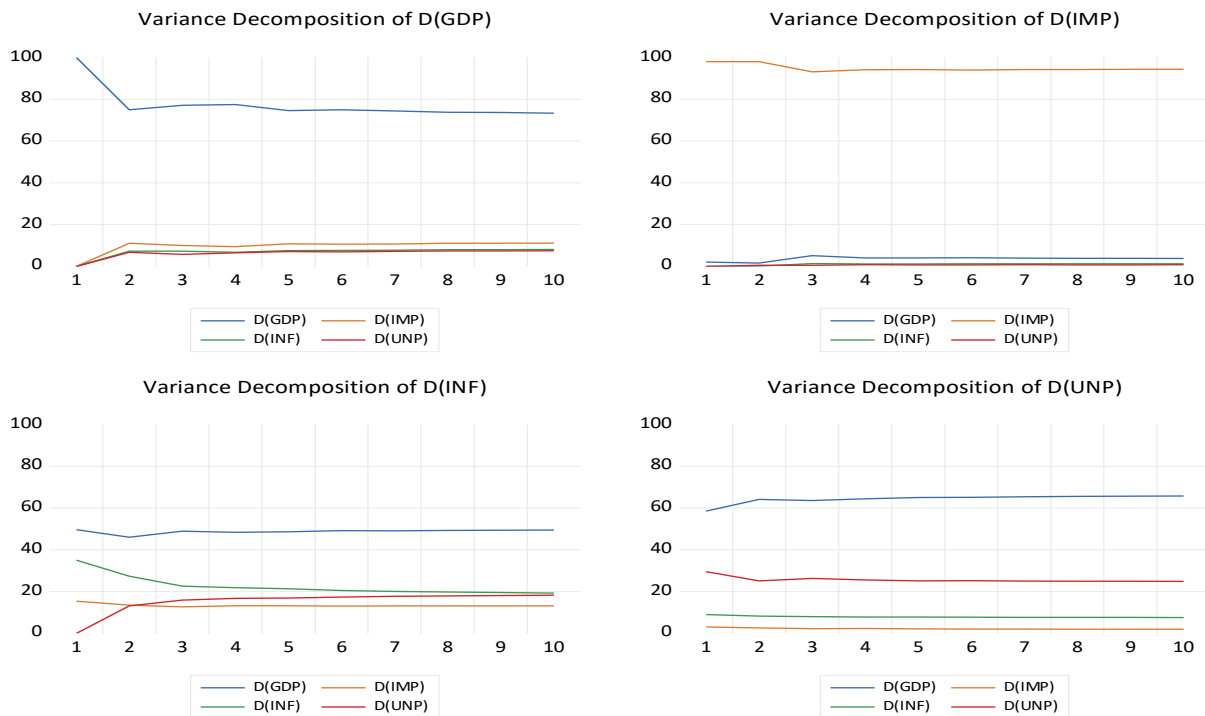 Variance Decomposition of D(GDP)
100
80
60
40
20
0
1 2 3 4 5 6 7 8 9 10
D(GDP) D(IMP)
D(INF) D(UNP)
Variance Decomposition of D(IMP)
100
80
60
40
20
0
1 2 3 4 5 6 7 8 9 10
D(GDP) D(IMP)
D(INF) D(UNP)
Variance Decomposition of D(INF)
100
80
60
40
20
0
1 2 3 4 5 6 7 8 9 10
D(GDP) D(IMP)
D(INF) D(UNP)
Variance Decomposition of D(UNP)
100
80
60
40
20
0
1 2 3 4 5 6 7 8 9 10
D(GDP) D(IMP)
D(INF) D(UNP)